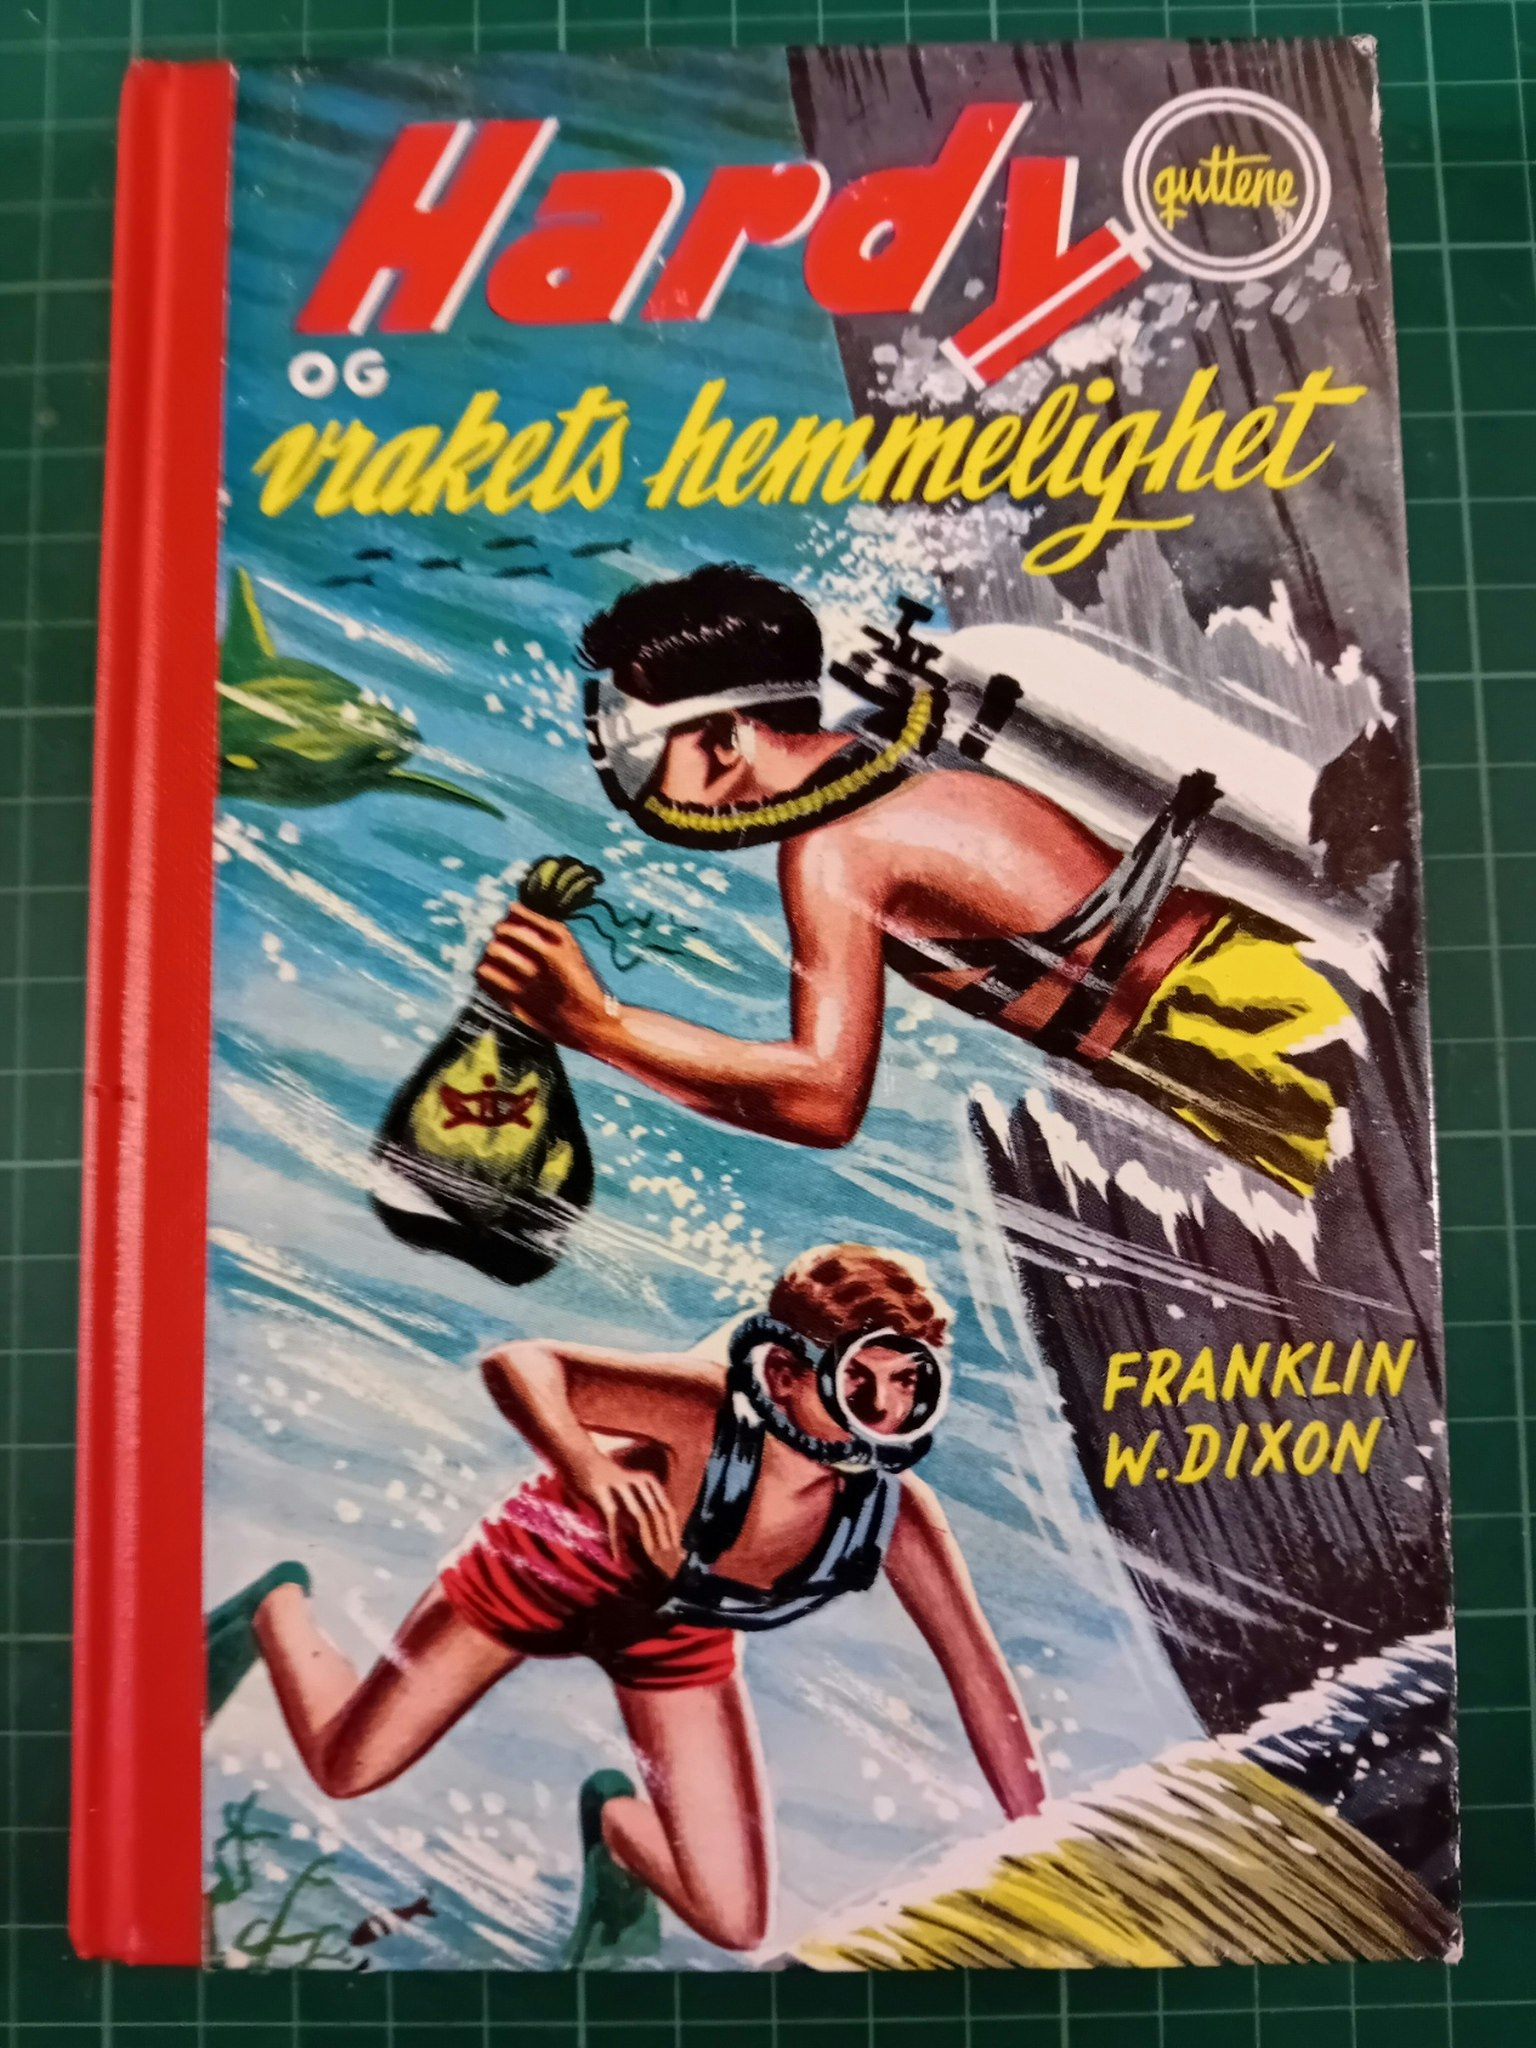 Hardy
guttene
OG
vrakets hemmelighet
FRANKLIN
W. DIXON